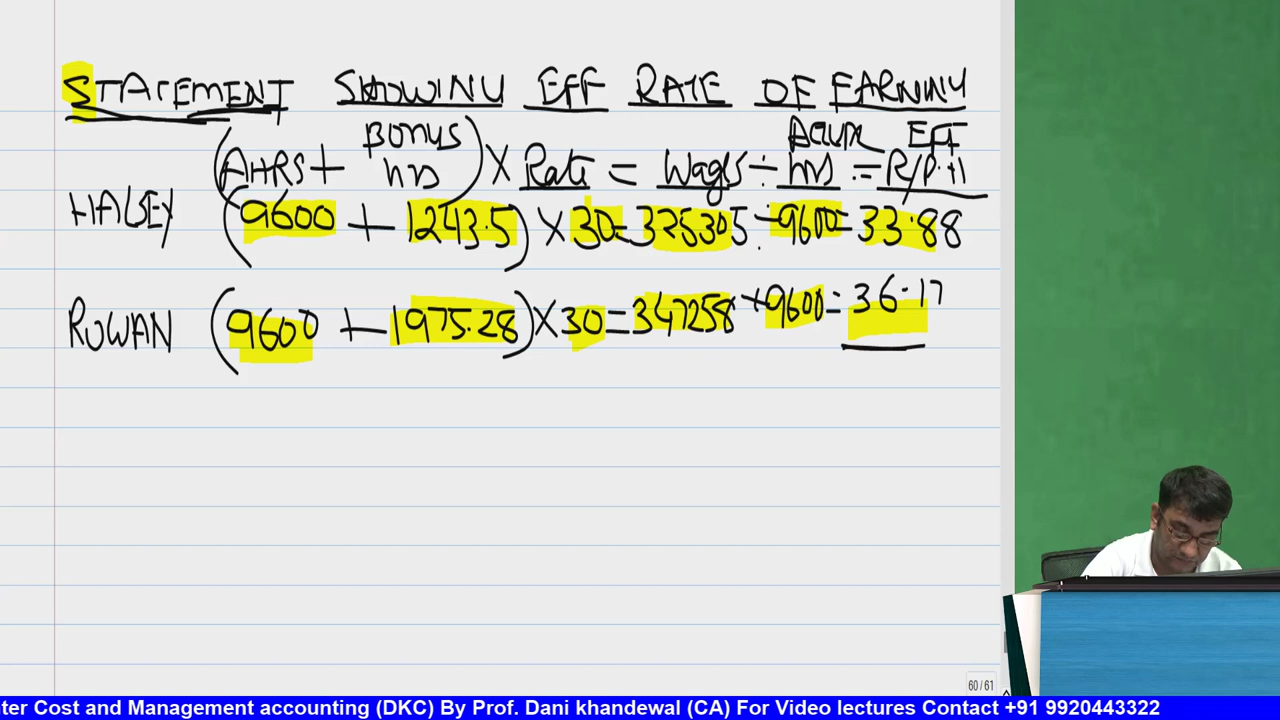 STATEMENT SHOWING EFF RATE OF EARNING
(AHRS + Bonus hrs) × Rate = Wages ÷ Actual hrs = EFF R/P.H
HALSEY (9600 + 1243.5) × 30 = 325305 ÷ 9600 = 33.88
ROWAN (9600 + 1975.28) × 30 = 347258 ÷ 9600 = 36.17
60 / 61
ter Cost and Management accounting (DKC) By Prof. Dani khandewal (CA) For Video lectures Contact +91 9920443322